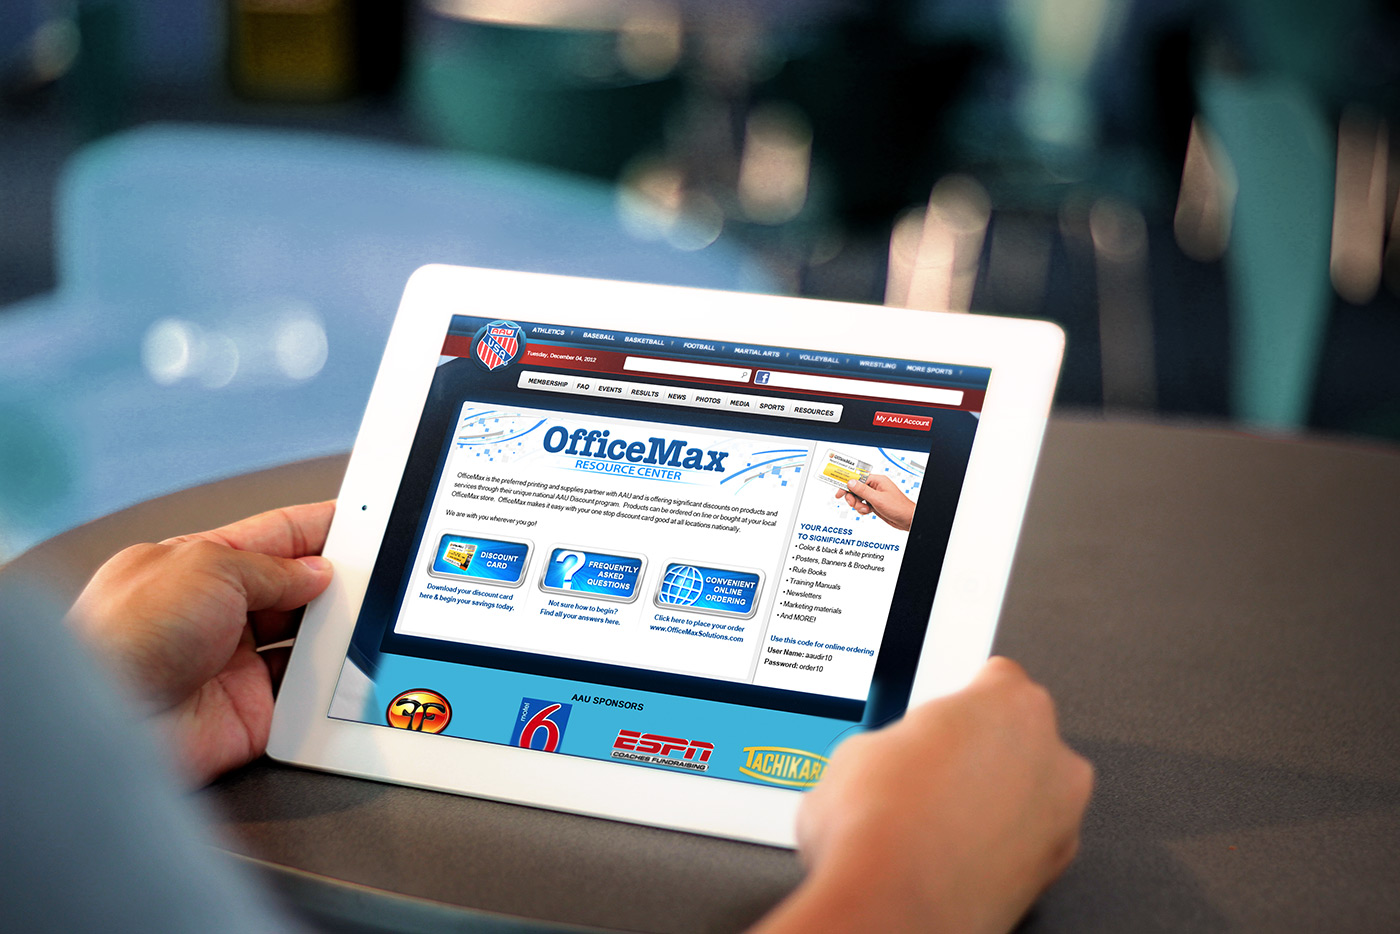 ATHLETICS
BASEBALL
BASKETBALL
FOOTBALL
MARTIAL ARTS
VOLLEYBALL
WRESTLING
MORE SPORTS
AAU
USA
Tuesday, December 04, 2012
f
MEMBERSHIP FAQ EVENTS RESULTS NEWS PHOTOS MEDIA SPORTS RESOURCES
My AAU Account
OfficeMax
RESOURCE CENTER
OfficeMax is the preferred printing and supplies partner with AAU and is offering significant discounts on products and
services through their unique national AAU Discount program. Products can be ordered on line or bought at your local
OfficeMax store. OfficeMax makes it easy with your one stop discount card good at all locations nationally.
We are with you wherever you go!
DISCOUNT
CARD
Download your discount card
here & begin your savings today.
?
FREQUENTLY
ASKED
QUESTIONS
Not sure how to begin?
Find all your answers here.
CONVENIENT
ONLINE
ORDERING
Click here to place your order
www.OfficeMaxSolutions.com
OfficeMax
YOUR ACCESS
TO SIGNIFICANT DISCOUNTS
• Color & black & white printing
• Posters, Banners & Brochures
• Rule Books
• Training Manuals
• Newsletters
• Marketing materials
• And MORE!
Use this code for online ordering
User Name: aaudir10
Password: order10
AAU SPONSORS
motel
6
ESPN
COACHES FUNDRAISING
TACHIKARA